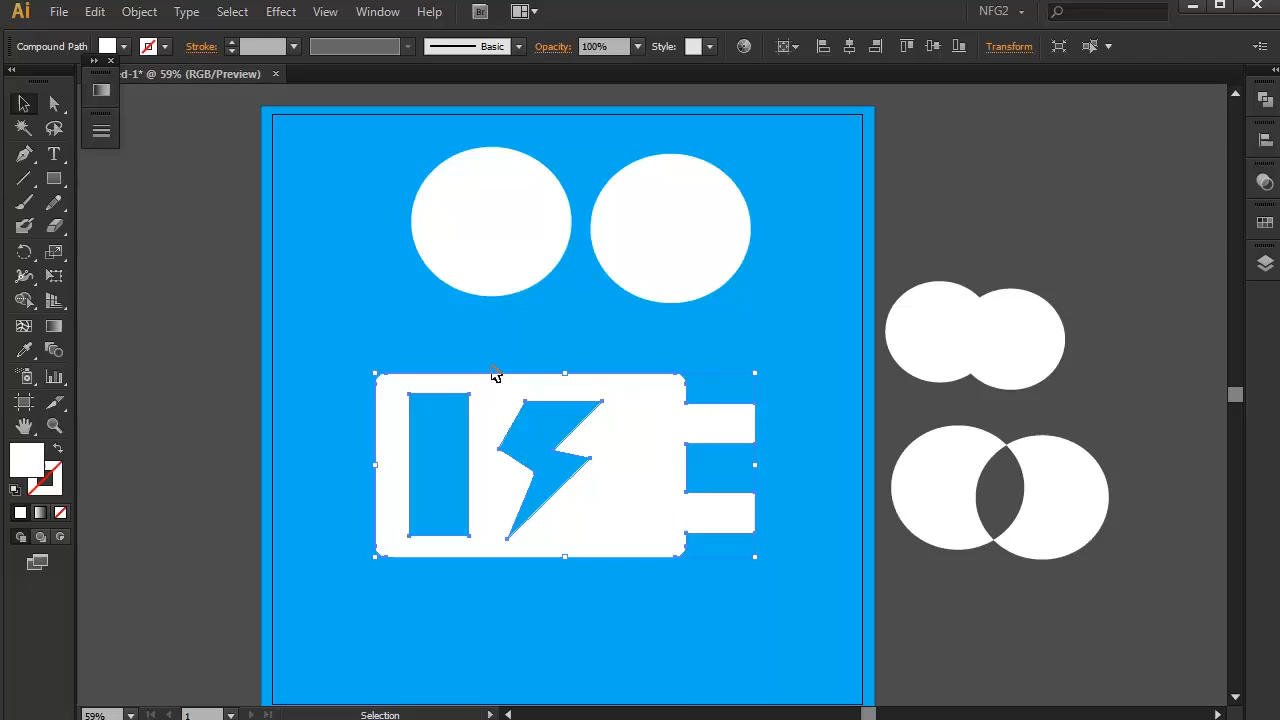 Ai File Edit Object Type Select Effect View Window Help Br NFG2
Compound Path Stroke: Basic Opacity: 100% Style: Transform
ed-1* @ 59% (RGB/Preview)
T
59% 1 Selection